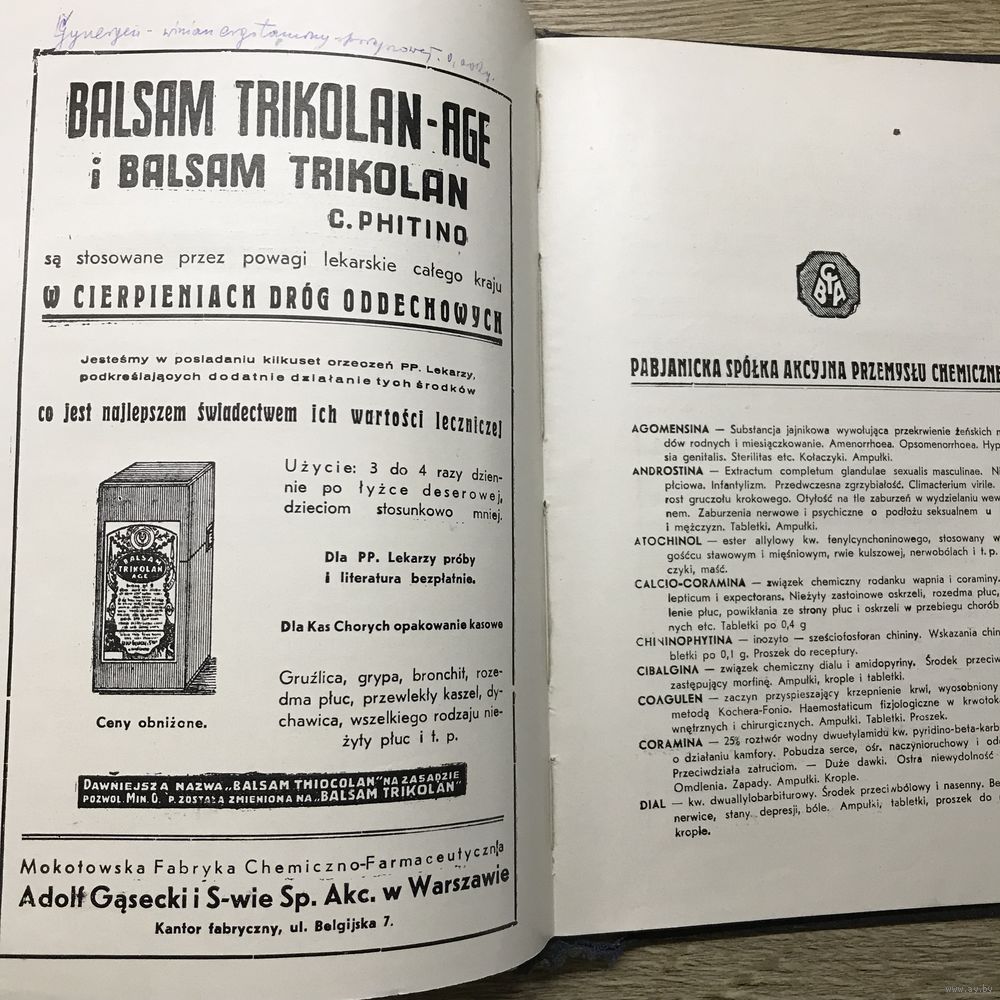 Gynergen - winian ergotaminy
BALSAM TRIKOLAN-AGE
i BALSAM TRIKOLAN
C. PHITINO
są stosowane przez powagi lekarskie całego kraju
W CIERPIENIACH DRÓG ODDECHOWYCH
Jesteśmy w posiadaniu kilkuset orzeczeń PP. Lekarzy,
podkreślających dodatnie działanie tych środków
co jest najlepszem świadectwem ich wartości leczniczej
Użycie: 3 do 4 razy dzien-
nie po łyżce deserowej,
dzieciom stosunkowo mniej.
BALSAM
TRIKOLAN
AGE
Dla PP. Lekarzy próby
i literatura bezpłatnie.
Dla Kas Chorych opakowanie kasowe
Gruźlica, grypa, bronchit, roze-
dma płuc, przewlekły kaszel, dy-
chawica, wszelkiego rodzaju nie-
żyty płuc i t. p.
Ceny obniżone.
DAWNIEJSZA NAZWA „BALSAM THIOCOLAN" NA ZASADZIE
POZWOL. MIN. O. P. ZOSTAŁA ZMIENIONA NA „BALSAM TRIKOLAN"
Mokotowska Fabryka Chemiczno-Farmaceutyczna
Adolf Gąsecki i S-wie Sp. Akc. w Warszawie
Kantor fabryczny, ul. Belgijska 7.
CIBA
PABJANICKA SPÓŁKA AKCYJNA PRZEMYSŁU CHEMICZNE
AGOMENSINA — Substancja jajnikowa wywołująca przekrwienie żeńskich n
dów rodnych i miesiączkowanie. Amenorrhoea. Opsomenorrhoea. Hyp
sia genitalis. Sterilitas etc. Kołaczyki. Ampułki.
ANDROSTINA — Extractum completum glandulae sexualis masculinae. Ni
płciowa. Infantylizm. Przedwczesna zgrzybiałość. Climacterium virile.
rost gruczołu krokowego. Otyłość na tle zaburzeń w wydzielaniu wew
nem. Zaburzenia nerwowe i psychiczne o podłożu seksualnem u
i mężczyzn. Tabletki. Ampułki.
ATOCHINOL — ester allylowy kw. fenylcynchoninowego, stosowany w
gośćcu stawowym i mięśniowym, rwie kulszowej, nerwobólach i t. p.
czyki, maść.
CALCIO-CORAMINA — związek chemiczny rodanku wapnia i coraminy.
lepticum i expectorans. Nieżyty zastoinowe oskrzeli, rozedma płuc,
lenie płuc, powikłania ze strony płuc i oskrzeli w przebiegu chorób
nych etc. Tabletki po 0,4 g
CHININOPHYTINA — inozyto — sześciofosforan chininy. Wskazania chin
bletki po 0,1 g. Proszek do receptury.
CIBALGINA — związek chemiczny dialu i amidopyriny. Środek przeciw
zastępujący morfinę. Ampułki, krople i tabletki.
COAGULEN — zaczyn przyspieszający krzepnienie krwi, wyosobniony
metodą Kochera-Fonio. Haemostaticum fizjologiczne w krwotok
wnętrznych i chirurgicznych. Ampułki. Tabletki. Proszek.
CORAMINA — 25% roztwór wodny dwuetylamidu kw. pyridino-beta-karb
o działaniu kamfory. Pobudza serce, ośr. naczynioruchowy i odd
Przeciwdziała zatruciom. — Duże dawki. Ostra niewydolność
Omdlenia. Zapady. Ampułki. Krople.
DIAL — kw. dwuallylobarbiturowy. Środek przeciwbólowy i nasenny. Be
nerwice, stany depresji, bóle. Ampułki, tabletki, proszek do
krople.
www.ay.by